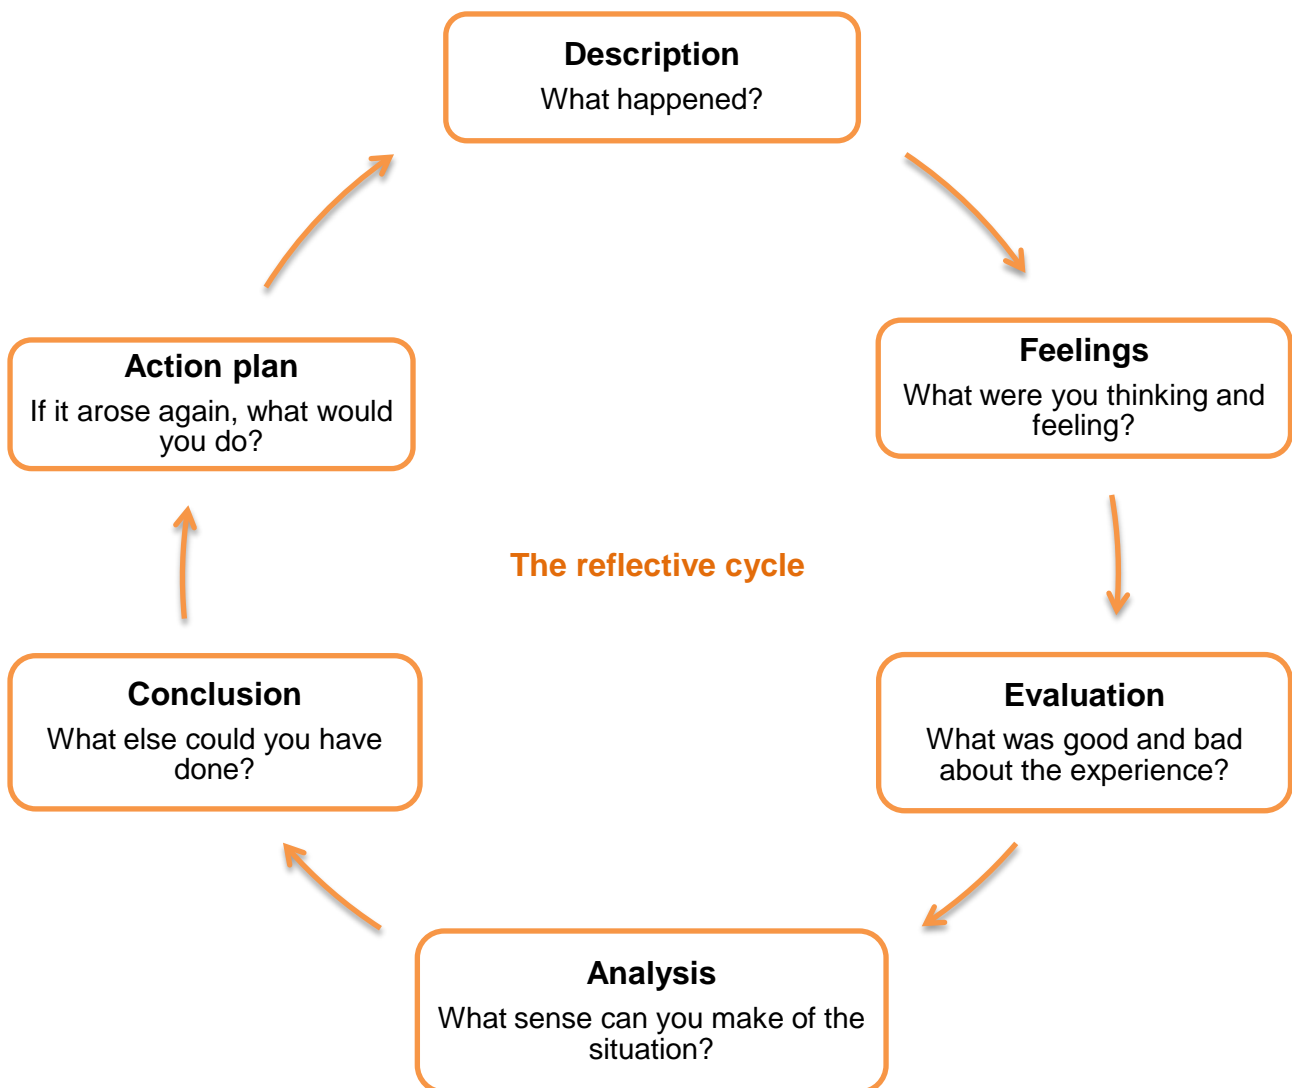 Description
What happened?
Feelings
What were you thinking and
feeling?
Evaluation
What was good and bad
about the experience?
Analysis
What sense can you make of the
situation?
Conclusion
What else could you have
done?
Action plan
If it arose again, what would
you do?
The reflective cycle